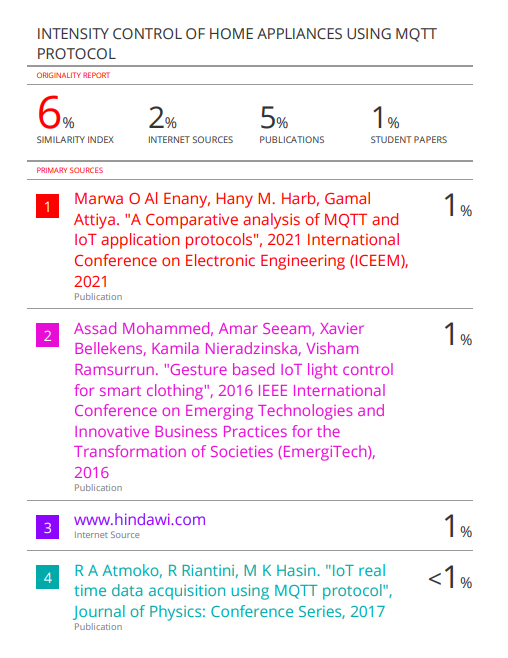 INTENSITY CONTROL OF HOME APPLIANCES USING MQTT
PROTOCOL
ORIGINALITY REPORT
6% 2% 5% 1%
SIMILARITY INDEX INTERNET SOURCES PUBLICATIONS STUDENT PAPERS
PRIMARY SOURCES
1 Marwa O Al Enany, Hany M. Harb, Gamal 1%
Attiya. "A Comparative analysis of MQTT and
IoT application protocols", 2021 International
Conference on Electronic Engineering (ICEEM),
2021
Publication
2 Assad Mohammed, Amar Seeam, Xavier 1%
Bellekens, Kamila Nieradzinska, Visham
Ramsurrun. "Gesture based IoT light control
for smart clothing", 2016 IEEE International
Conference on Emerging Technologies and
Innovative Business Practices for the
Transformation of Societies (EmergiTech),
2016
Publication
3 www.hindawi.com 1%
Internet Source
4 R A Atmoko, R Riantini, M K Hasin. "IoT real <1%
time data acquisition using MQTT protocol",
Journal of Physics: Conference Series, 2017
Publication